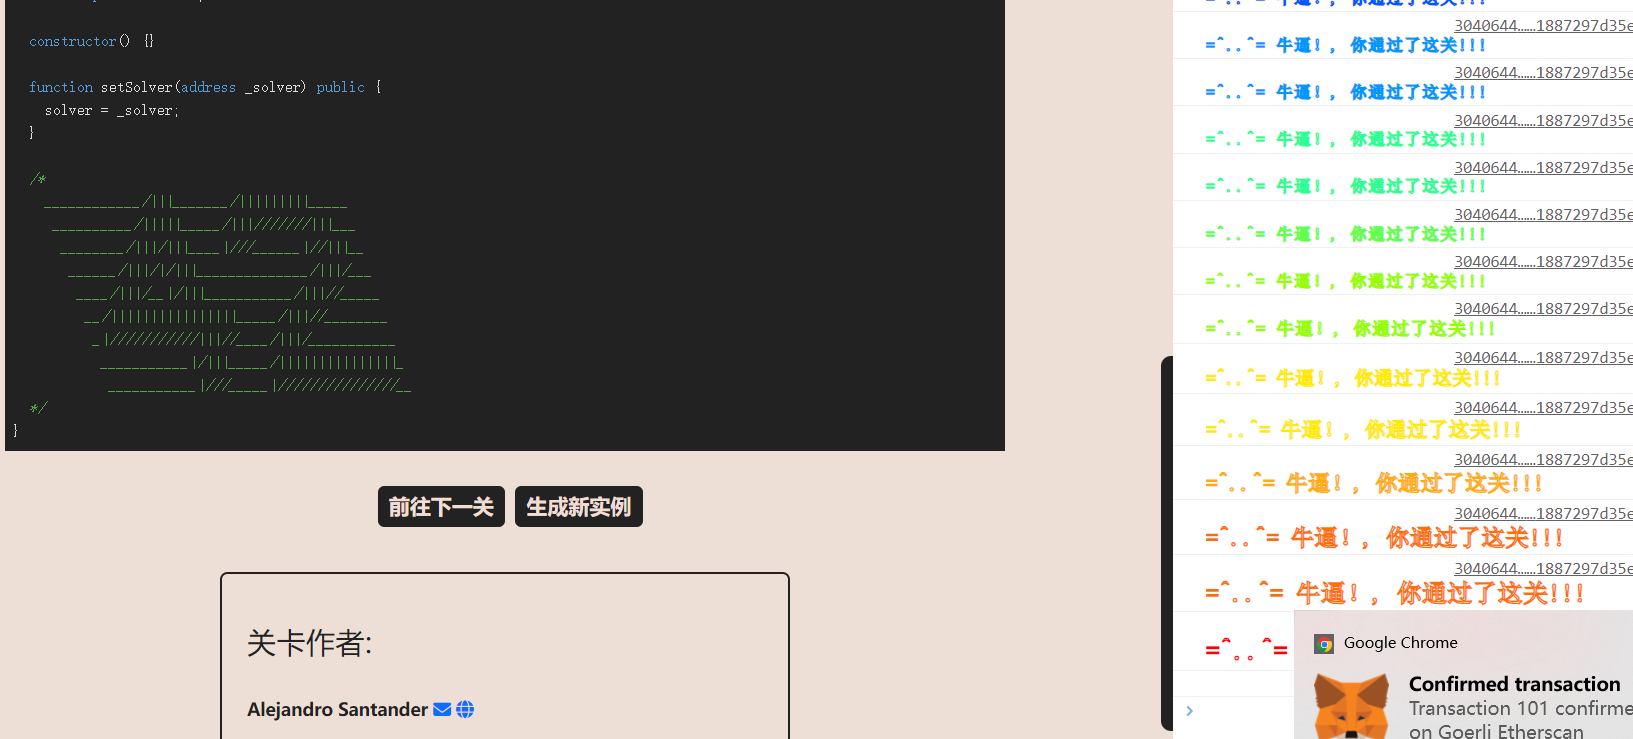 constructor() {}
function setSolver(address _solver) public {
solver = _solver;
}
/*
____________/|||_______/|||||||||_____
__________/|||||_____/|||///////|||___
________/|||/|||____|///______|//|||__
______/|||/|/|||______________/|||/___
____/|||/__|/|||___________/|||//_____
__/||||||||||||||||_____/|||//________
_|///////////|||//____/|||/___________
___________|/|||_____/|||||||||||||||_
___________|///_____|///////////////__
*/
}
前往下一关 生成新实例
关卡作者:
Alejandro Santander
3040644……1887297d35e
=^..^= 牛逼!, 你通过了这关!!!
3040644……1887297d35e
=^..^= 牛逼!, 你通过了这关!!!
3040644……1887297d35e
=^..^= 牛逼!, 你通过了这关!!!
3040644……1887297d35e
=^..^= 牛逼!, 你通过了这关!!!
3040644……1887297d35e
=^..^= 牛逼!, 你通过了这关!!!
3040644……1887297d35e
=^..^= 牛逼!, 你通过了这关!!!
3040644……1887297d35e
=^..^= 牛逼!, 你通过了这关!!!
3040644……1887297d35e
=^..^= 牛逼!, 你通过了这关!!!
3040644……1887297d35e
=^..^= 牛逼!, 你通过了这关!!!
3040644……1887297d35e
=^..^= 牛逼!, 你通过了这关!!!
3040644……1887297d35e
=^..^= 牛逼!, 你通过了这关!!!
3040644……1887297d35e
=^..^= 牛逼!, 你通过了这关!!!
=^..^=
Google Chrome
Confirmed transaction
Transaction 101 confirme
on Goerli Etherscan